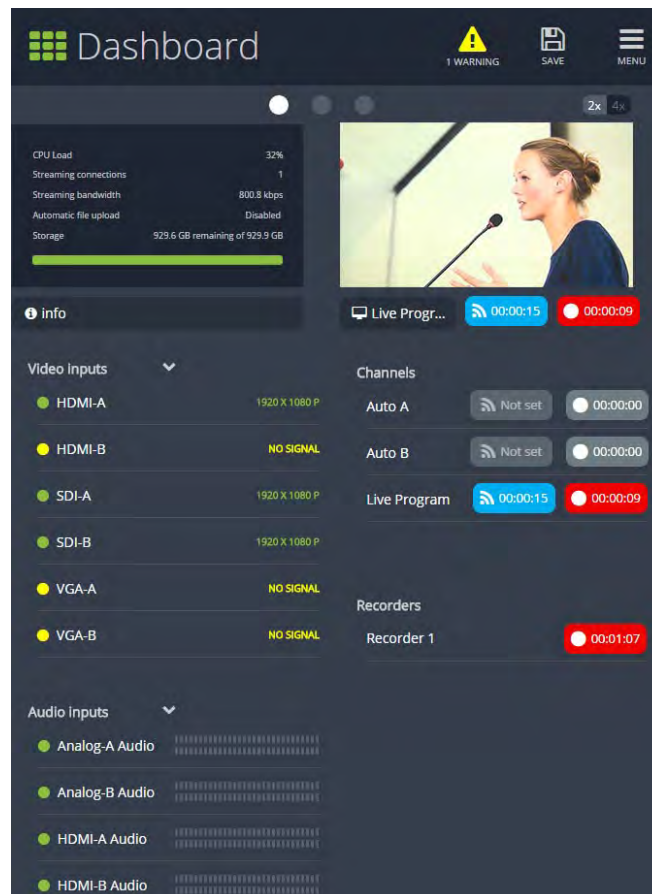 Dashboard
1 WARNING
SAVE
MENU
2x 4x
CPU Load 32%
Streaming connections 1
Streaming bandwidth 800.8 kbps
Automatic file upload Disabled
Storage 929.6 GB remaining of 929.9 GB
info
Live Progr... 00:00:15 00:00:09
Video inputs
HDMI-A 1920 X 1080 P
HDMI-B NO SIGNAL
SDI-A 1920 X 1080 P
SDI-B 1920 X 1080 P
VGA-A NO SIGNAL
VGA-B NO SIGNAL
Audio inputs
Analog-A Audio
Analog-B Audio
HDMI-A Audio
HDMI-B Audio
Channels
Auto A Not set 00:00:00
Auto B Not set 00:00:00
Live Program 00:00:15 00:00:09
Recorders
Recorder 1 00:01:07